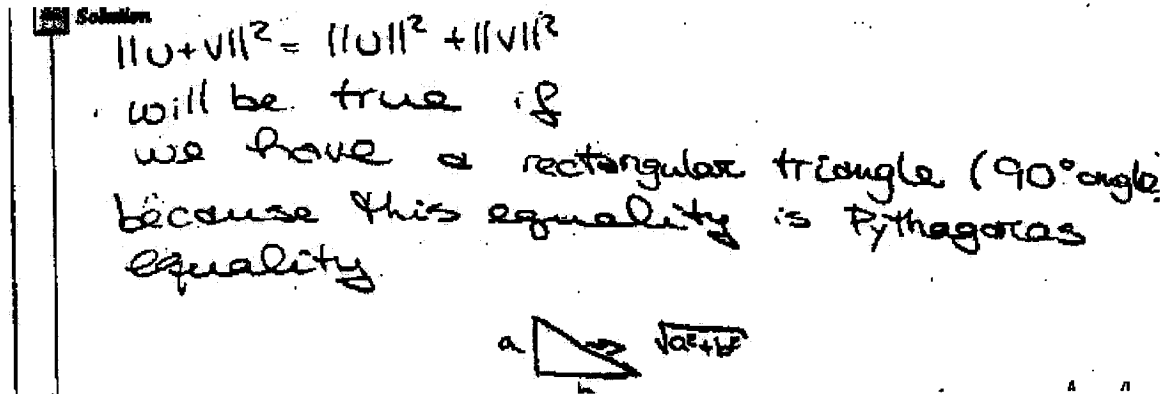 Solution
||u+v||² = ||u||² + ||v||²
will be true if
we have a rectangular triangle (90° angle)
because this equality is Pythagoras
equality.
a √a²+b²
b